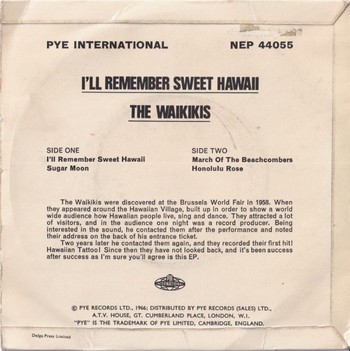 PYE INTERNATIONAL NEP 44055
I'LL REMEMBER SWEET HAWAII
THE WAIKIKIS
SIDE ONE SIDE TWO
I'll Remember Sweet Hawaii March Of The Beachcombers
Sugar Moon Honolulu Rose
The Waikikis were discovered at the Brussels World Fair in 1958. When
they appeared around the Hawaiian Village, built up in order to show a world
wide audience how Hawaiian people live, sing and dance. They attracted a lot
of visitors, and in the audience one night was a record producer. Being
interested in the sound, he contacted them after the performance and noted
their address on the back of his entrance ticket.
Two years later he contacted them again, and they recorded their first hit!
Hawaiian Tattoo! Since then they have not looked back, and it's been success
after success as I'm sure you'll agree is this EP.
INTERNATIONAL
Ⓟ PYE RECORDS LTD., 1966; DISTRIBUTED BY PYE RECORDS (SALES) LTD.,
A.T.V. HOUSE, GT. CUMBERLAND PLACE, LONDON, W.1.
"PYE" IS THE TRADEMARK OF PYE LIMITED, CAMBRIDGE, ENGLAND.
Delga Press Limited